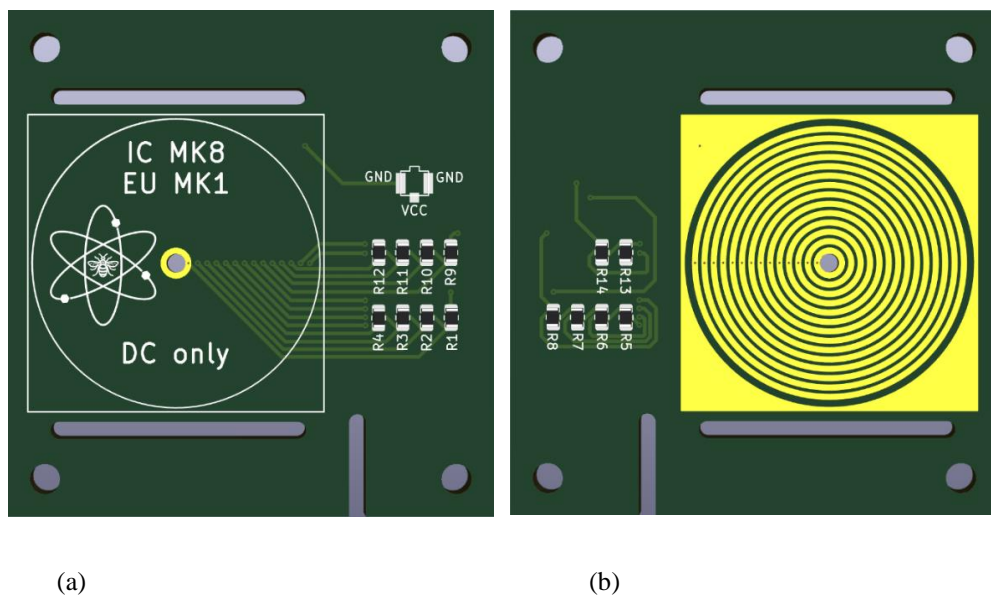 IC MK8
EU MK1
GND GND
VCC
R12 R11 R10 R9
R4 R3 R2 R1
DC only
R14 R13
R8 R7 R6 R5
(a) (b)